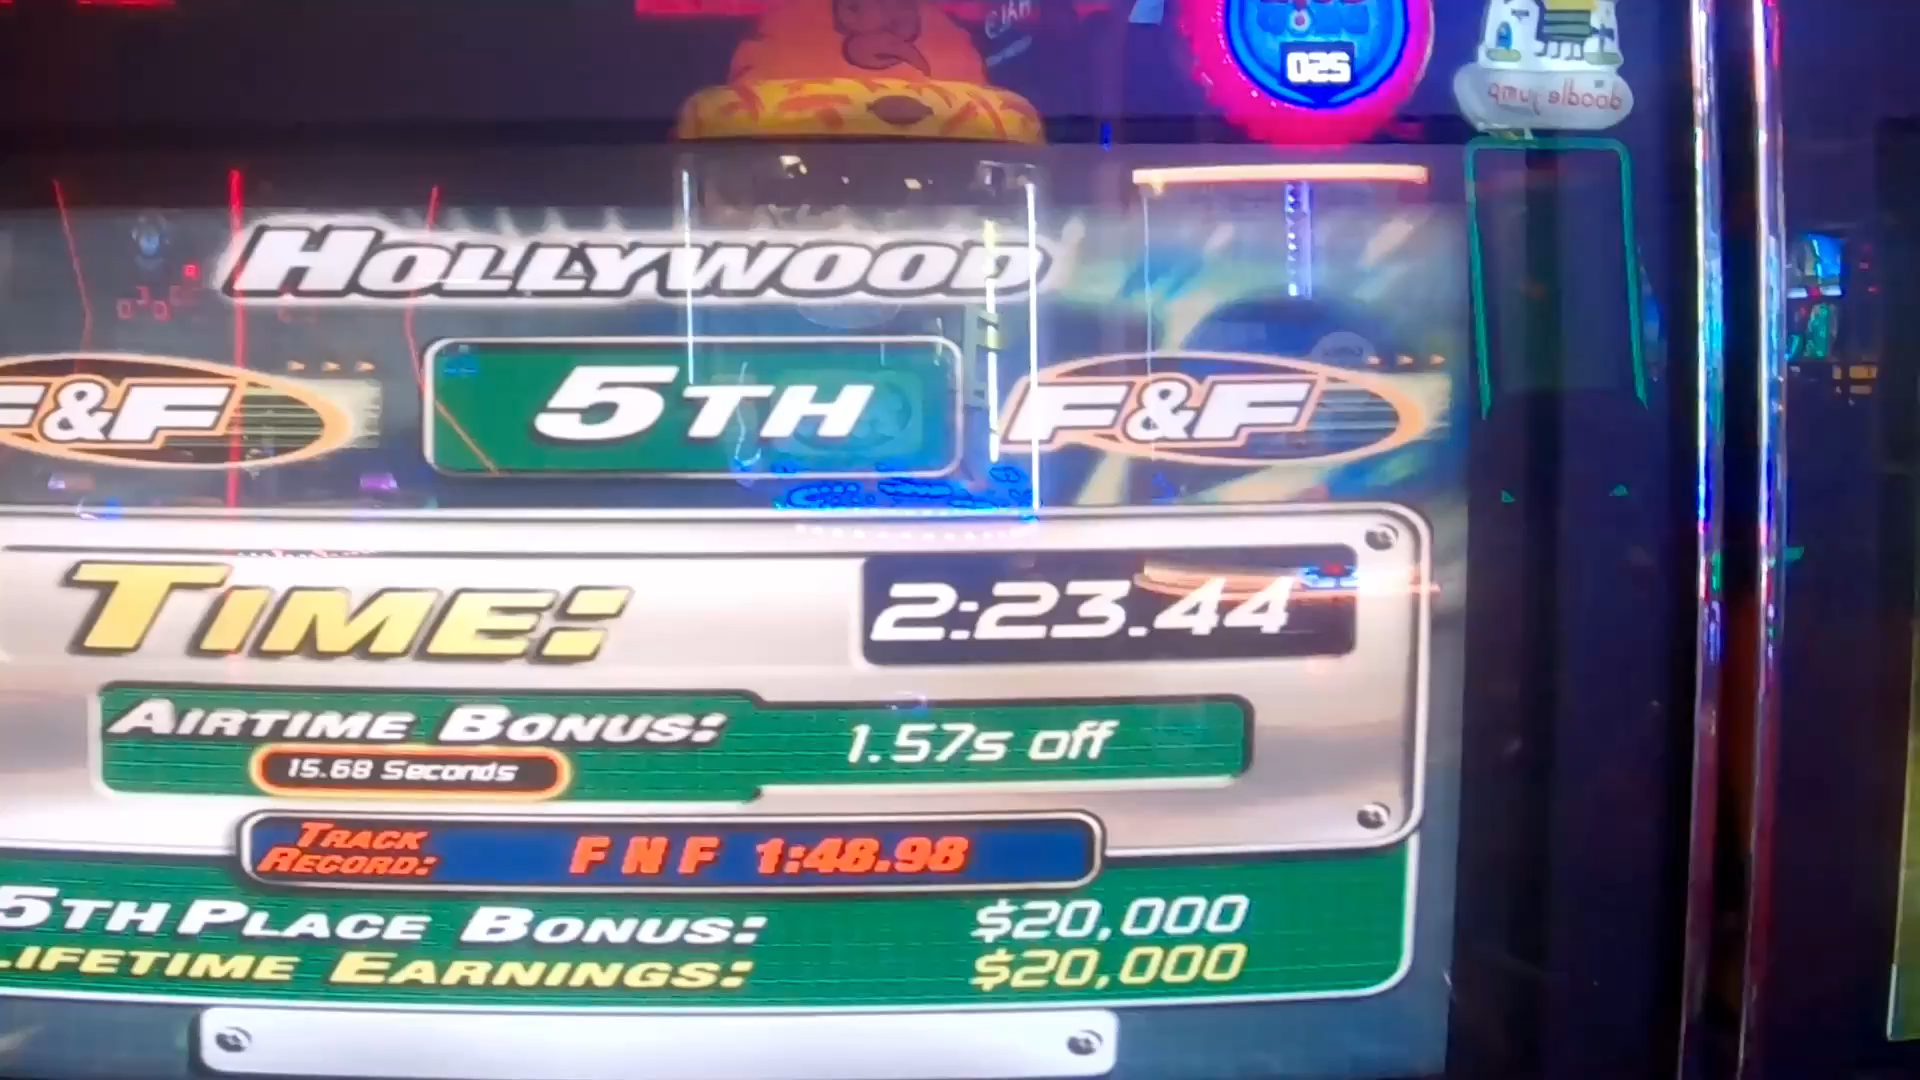 025
doodle jump
HOLLYWOOD
F&F
5TH
F&F
TIME:
2:23.44
AIRTIME BONUS:
1.57s off
15.68 Seconds
TRACK
RECORD:
F N F 1:48.98
5TH PLACE BONUS:
$20,000
LIFETIME EARNINGS:
$20,000